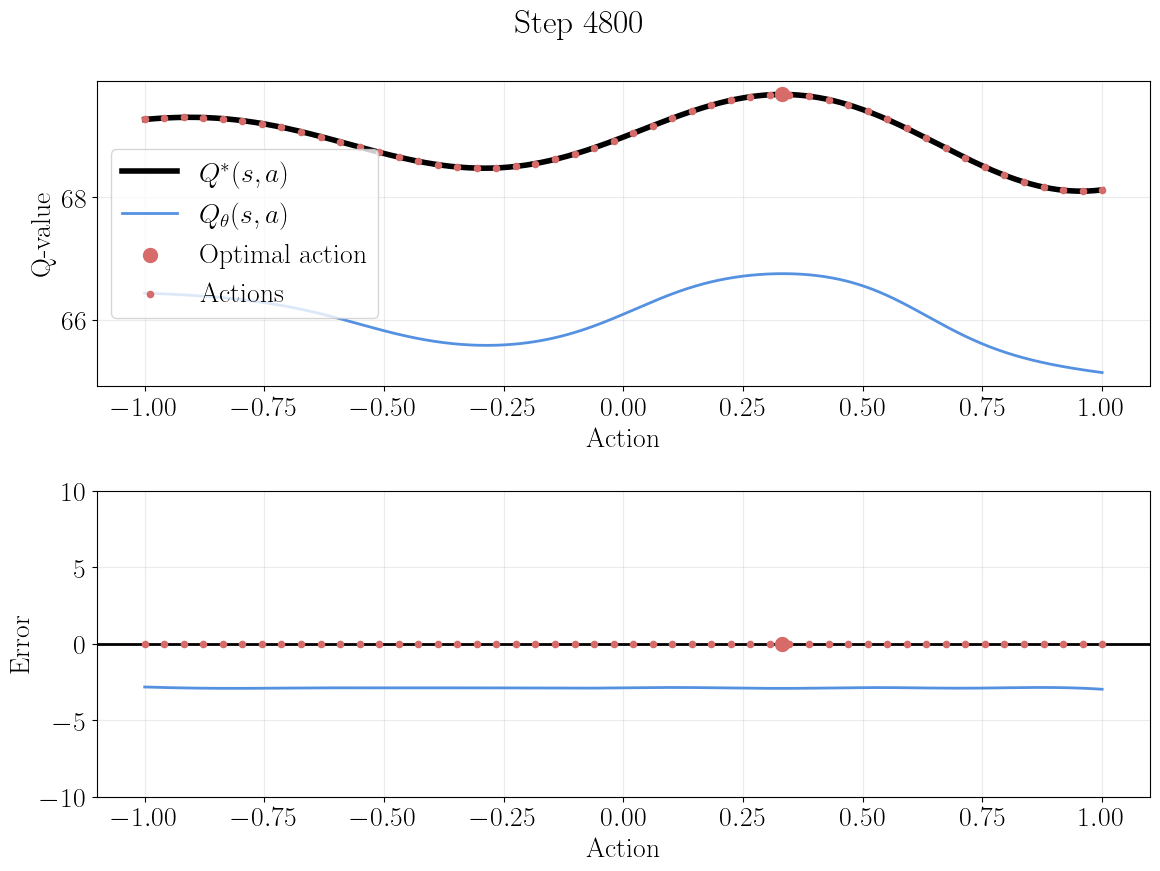 Step 4800
Q-value
68
66
Q*(s, a)
Qθ(s, a)
Optimal action
Actions
−1.00 −0.75 −0.50 −0.25 0.00 0.25 0.50 0.75 1.00
Action
Error
10
5
0
−5
−10
−1.00 −0.75 −0.50 −0.25 0.00 0.25 0.50 0.75 1.00
Action